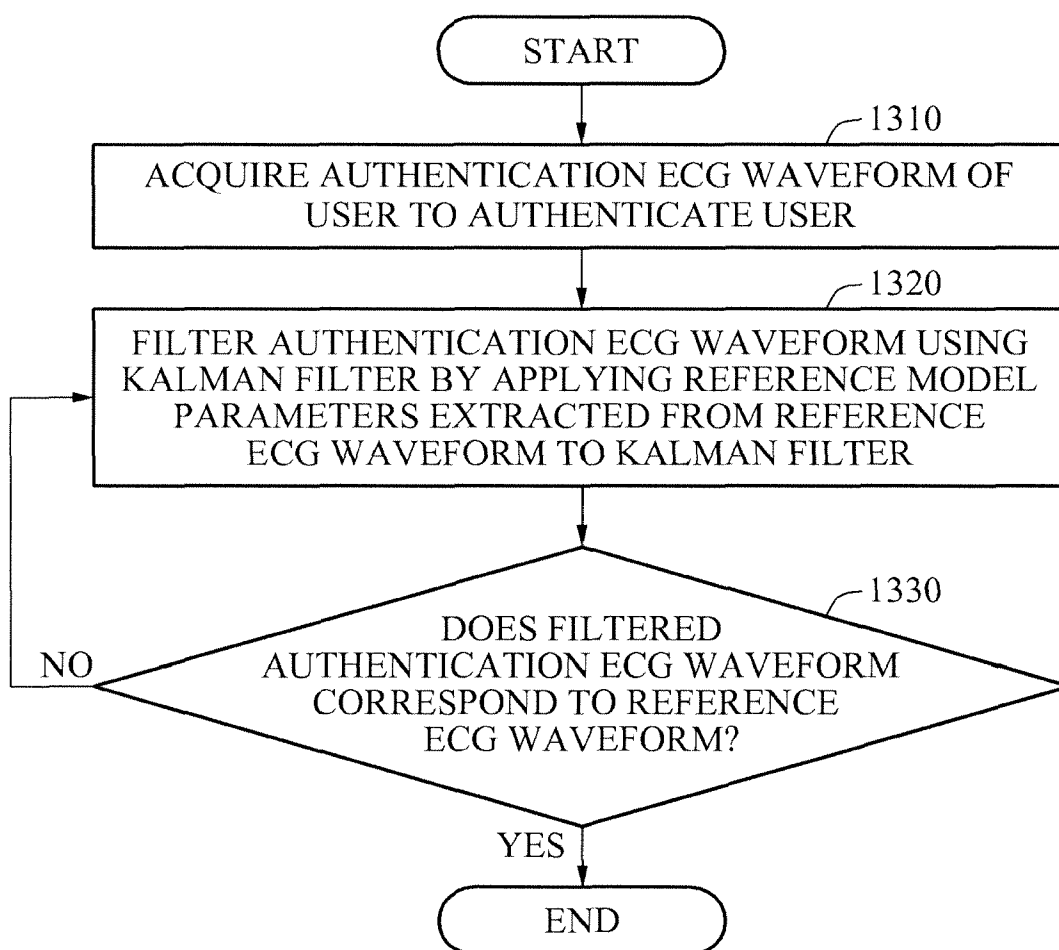 START
1310
ACQUIRE AUTHENTICATION ECG WAVEFORM OF
USER TO AUTHENTICATE USER
1320
FILTER AUTHENTICATION ECG WAVEFORM USING
KALMAN FILTER BY APPLYING REFERENCE MODEL
PARAMETERS EXTRACTED FROM REFERENCE
ECG WAVEFORM TO KALMAN FILTER
1330
DOES FILTERED
AUTHENTICATION ECG WAVEFORM
CORRESPOND TO REFERENCE
ECG WAVEFORM?
NO
YES
END